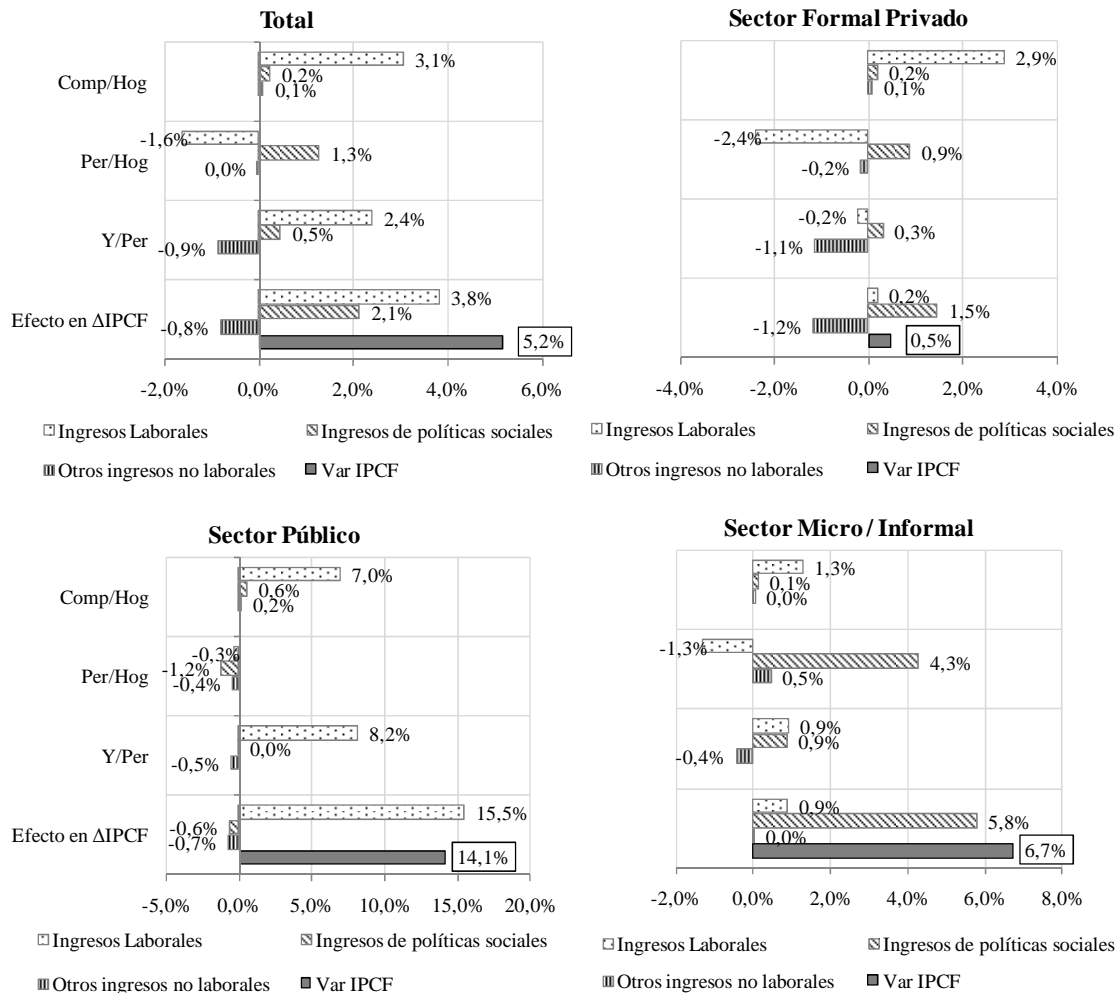 Total
Comp/Hog
3,1%
0,2%
0,1%
Per/Hog
-1,6%
1,3%
0,0%
Y/Per
2,4%
0,5%
-0,9%
Efecto en ΔIPCF
3,8%
2,1%
-0,8%
5,2%
-2,0% 0,0% 2,0% 4,0% 6,0%
Ingresos Laborales Ingresos de políticas sociales
Otros ingresos no laborales Var IPCF
Sector Formal Privado
2,9%
0,2%
0,1%
-2,4%
0,9%
-0,2%
-0,2%
0,3%
-1,1%
0,2%
1,5%
-1,2%
0,5%
-4,0% -2,0% 0,0% 2,0% 4,0%
Ingresos Laborales Ingresos de políticas sociales
Otros ingresos no laborales Var IPCF
Sector Público
Comp/Hog
7,0%
0,6%
0,2%
Per/Hog
-0,3%
-1,2%
-0,4%
Y/Per
8,2%
0,0%
-0,5%
Efecto en ΔIPCF
15,5%
-0,6%
-0,7%
14,1%
-5,0% 0,0% 5,0% 10,0% 15,0% 20,0%
Ingresos Laborales Ingresos de políticas sociales
Otros ingresos no laborales Var IPCF
Sector Micro / Informal
1,3%
0,1%
0,0%
-1,3%
4,3%
0,5%
0,9%
0,9%
-0,4%
0,9%
5,8%
0,0%
6,7%
-2,0% 0,0% 2,0% 4,0% 6,0% 8,0%
Ingresos Laborales Ingresos de políticas sociales
Otros ingresos no laborales Var IPCF